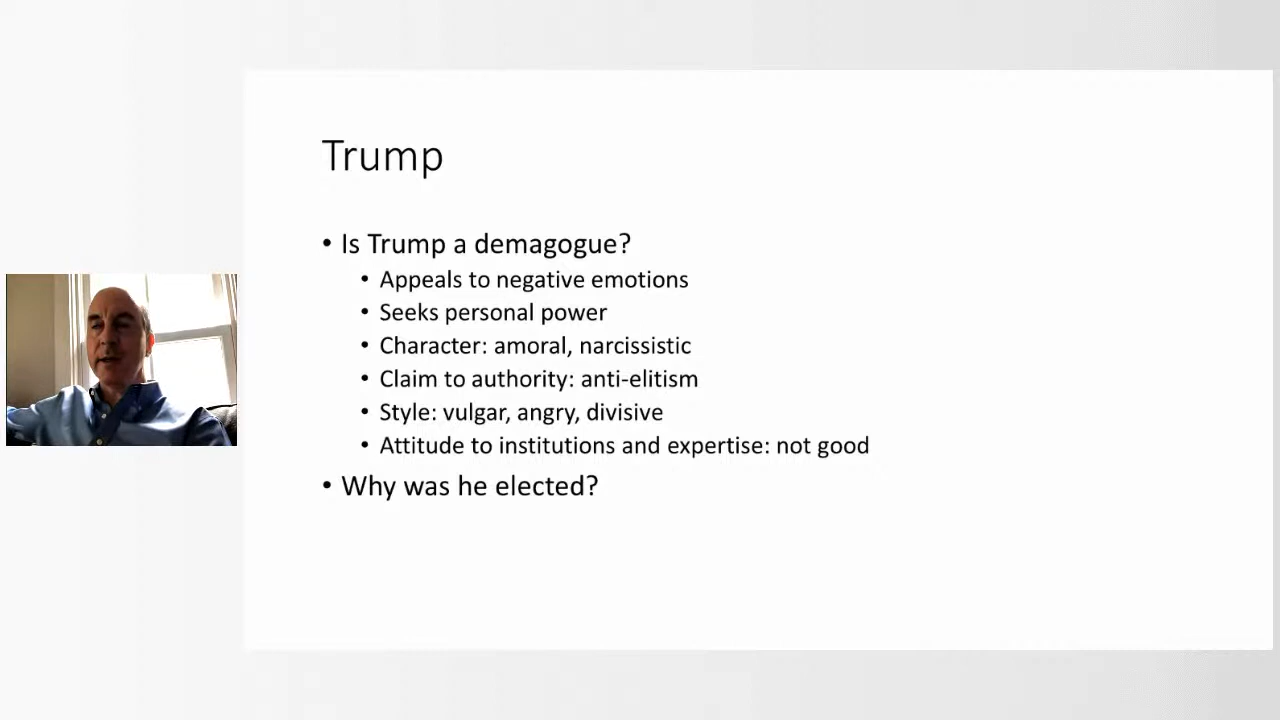 Trump
• Is Trump a demagogue?
• Appeals to negative emotions
• Seeks personal power
• Character: amoral, narcissistic
• Claim to authority: anti-elitism
• Style: vulgar, angry, divisive
• Attitude to institutions and expertise: not good
• Why was he elected?